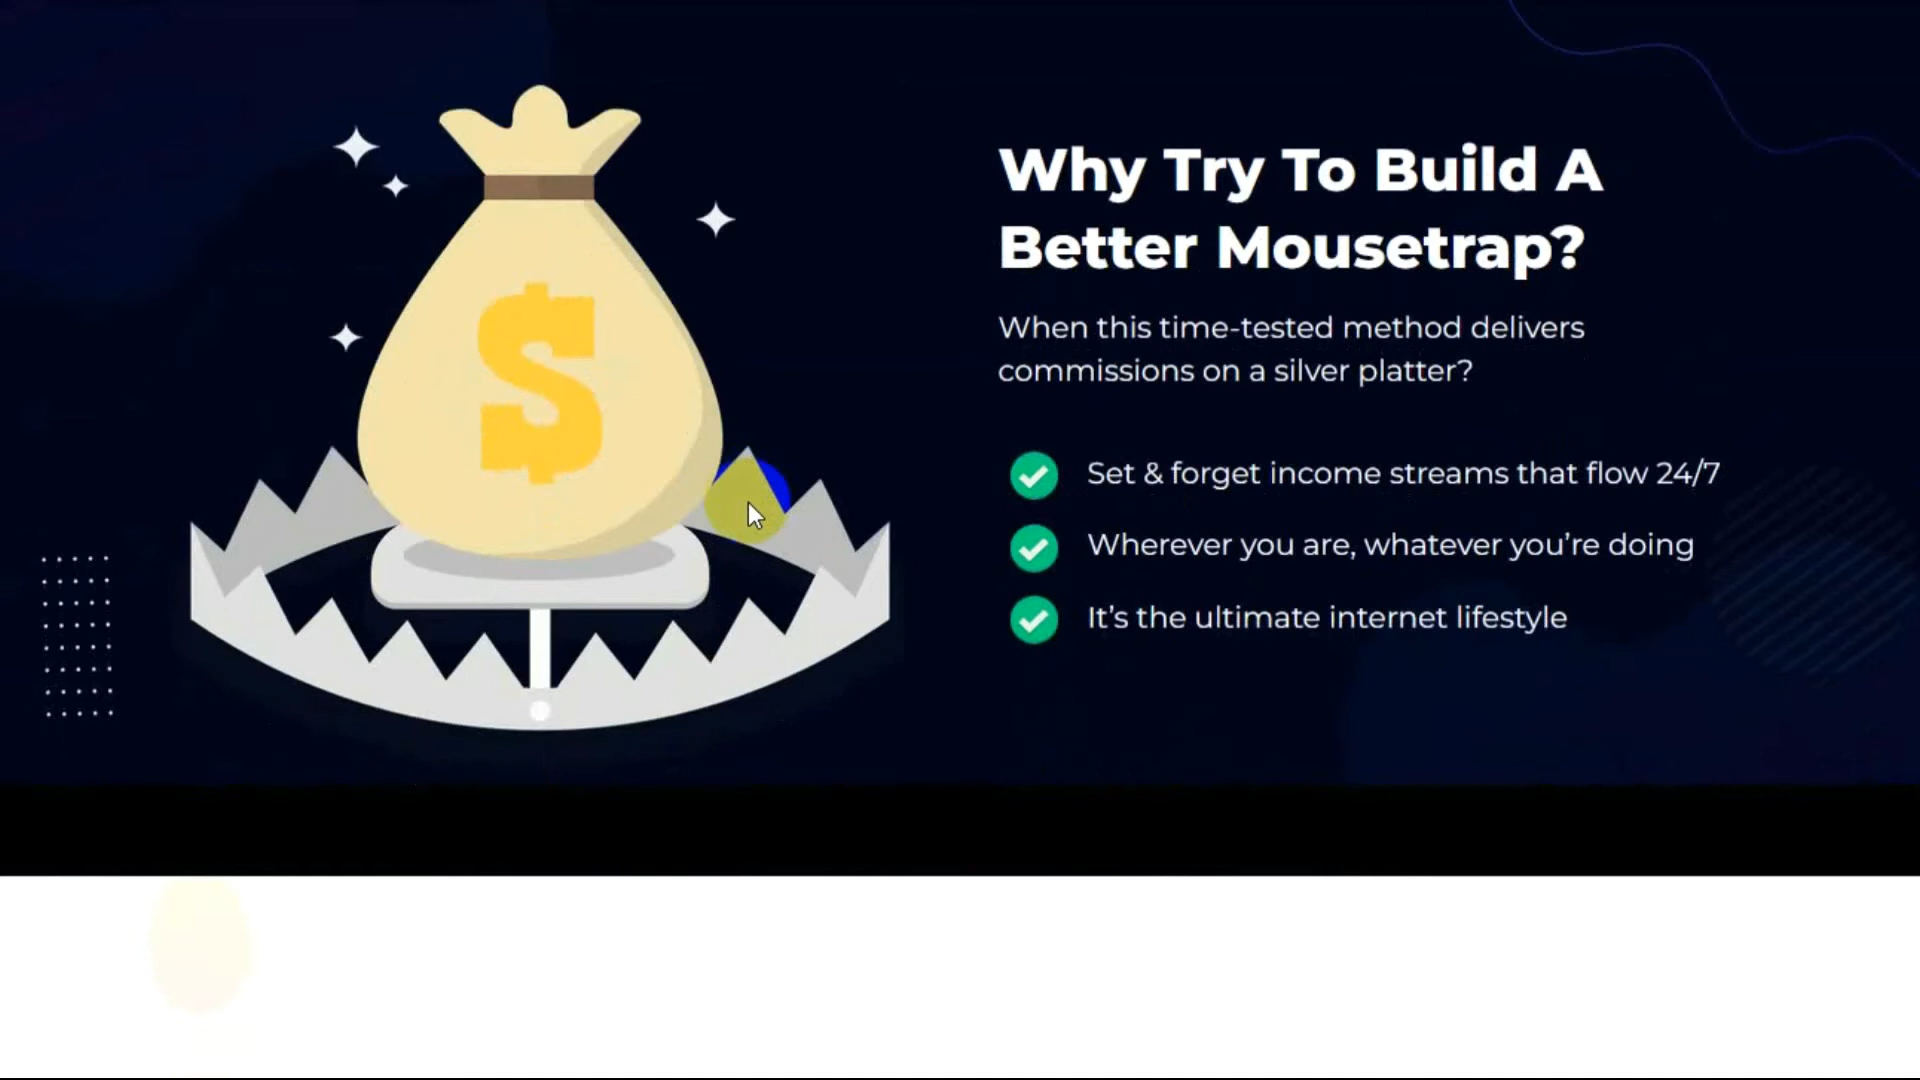 Why Try To Build A
Better Mousetrap?
When this time-tested method delivers
commissions on a silver platter?
Set & forget income streams that flow 24/7
Wherever you are, whatever you’re doing
It’s the ultimate internet lifestyle
$